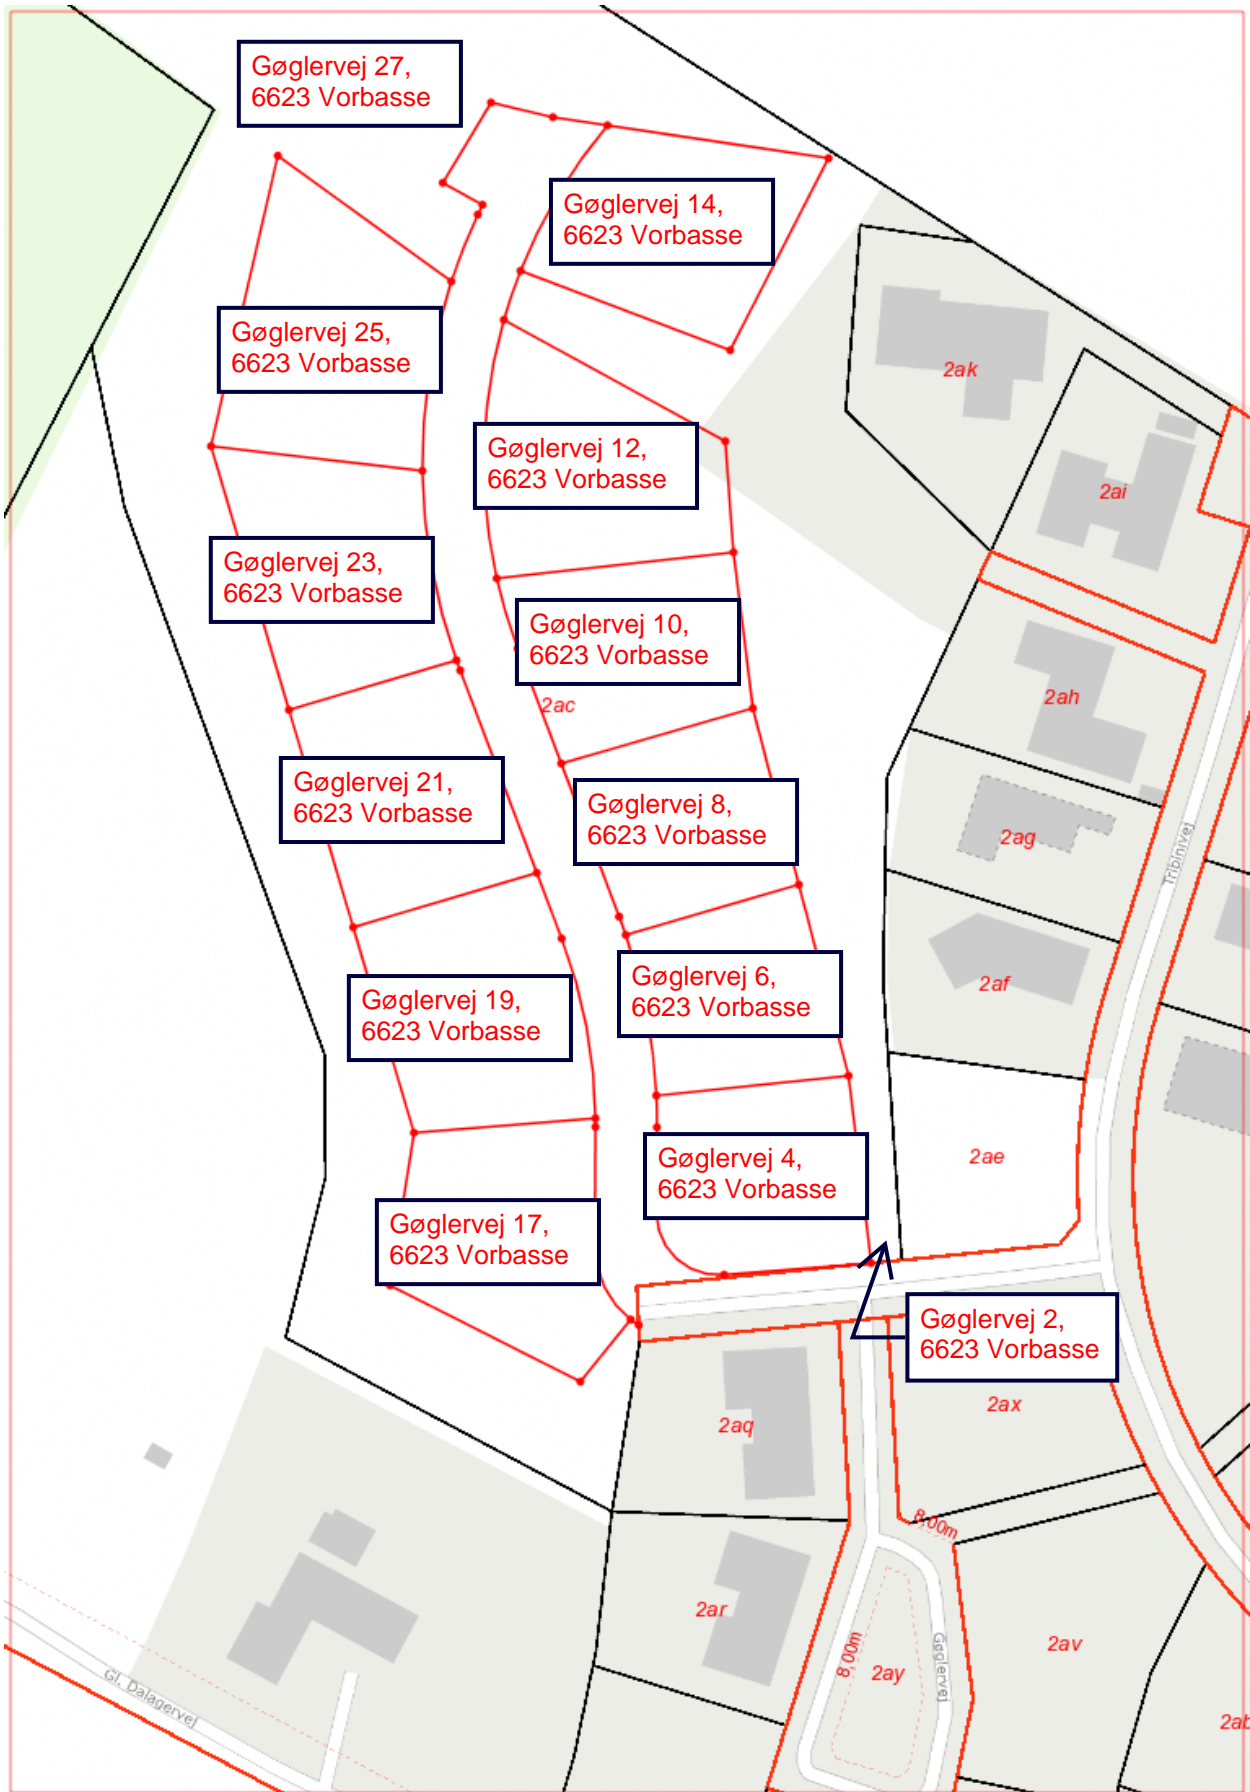 Gøglervej 27,
6623 Vorbasse
Gøglervej 14,
6623 Vorbasse
Gøglervej 25,
6623 Vorbasse
2ak
Gøglervej 12,
6623 Vorbasse
2ai
Gøglervej 23,
6623 Vorbasse
Gøglervej 10,
6623 Vorbasse
2ac
2ah
Gøglervej 21,
6623 Vorbasse
Gøglervej 8,
6623 Vorbasse
2ag
Tribinivej
Gøglervej 6,
6623 Vorbasse
2af
Gøglervej 19,
6623 Vorbasse
Gøglervej 4,
6623 Vorbasse
2ae
Gøglervej 17,
6623 Vorbasse
Gøglervej 2,
6623 Vorbasse
2aq
2ax
8,00m
2ar
8,00m
2ay
Gøglervej
2av
Gl. Dalagervej
2ab